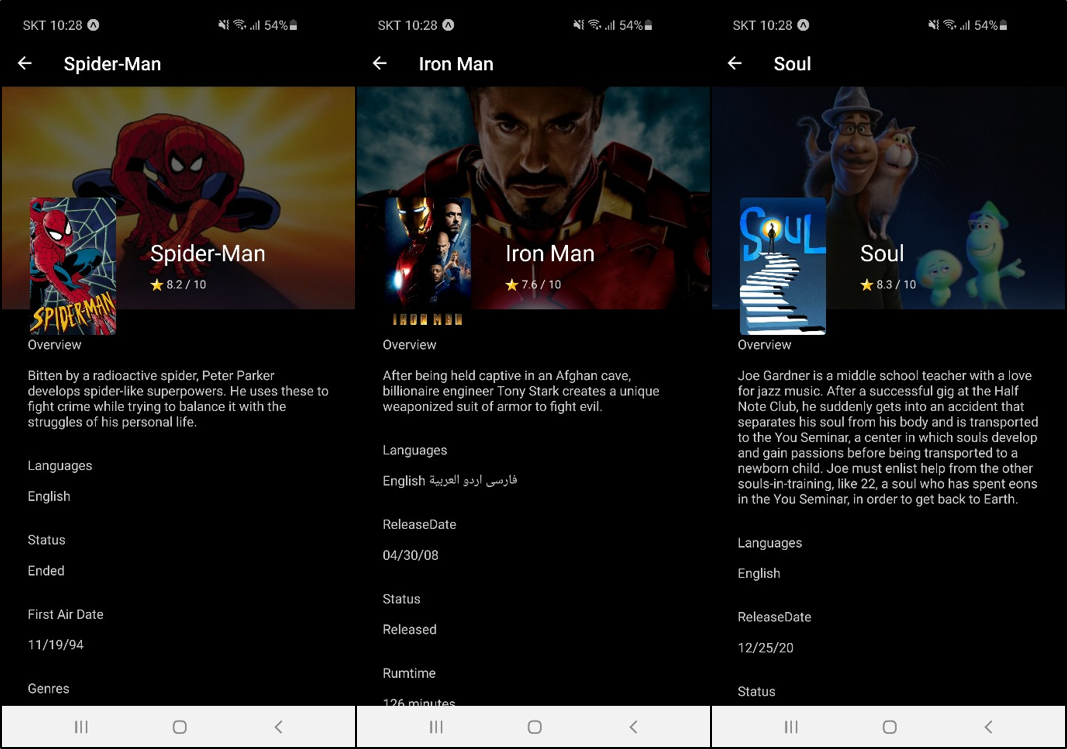 SKT 10:28
54%
Spider-Man
SPIDER-MAN
Spider-Man
8.2 / 10
Overview
Bitten by a radioactive spider, Peter Parker
develops spider-like superpowers. He uses these to
fight crime while trying to balance it with the
struggles of his personal life.
Languages
English
Status
Ended
First Air Date
11/19/94
Genres
SKT 10:28
54%
Iron Man
Iron Man
7.6 / 10
IRON MAN
Overview
After being held captive in an Afghan cave,
billionaire engineer Tony Stark creates a unique
weaponized suit of armor to fight evil.
Languages
English فارسی اردو العربية
ReleaseDate
04/30/08
Status
Released
Rumtime
126 minutes
SKT 10:28
54%
Soul
SOUL
Soul
8.3 / 10
Overview
Joe Gardner is a middle school teacher with a love
for jazz music. After a successful gig at the Half
Note Club, he suddenly gets into an accident that
separates his soul from his body and is transported
to the You Seminar, a center in which souls develop
and gain passions before being transported to a
newborn child. Joe must enlist help from the other
souls-in-training, like 22, a soul who has spent eons
in the You Seminar, in order to get back to Earth.
Languages
English
ReleaseDate
12/25/20
Status